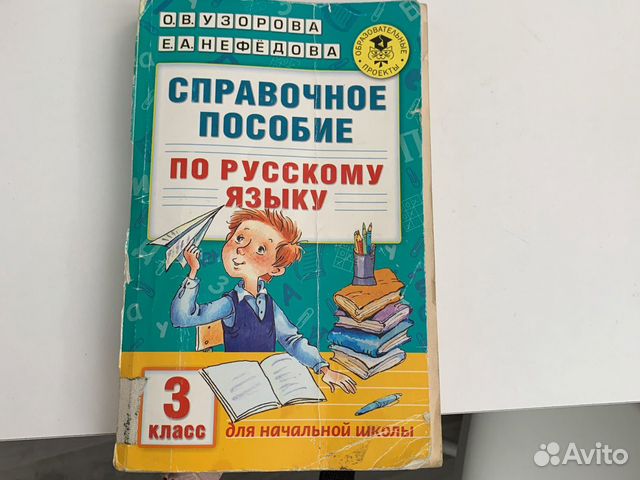 О.В. УЗОРОВА
Е.А. НЕФЁДОВА
ОБРАЗОВАТЕЛЬНЫЕ
ПРОЕКТЫ
СПРАВОЧНОЕ
ПОСОБИЕ
ПО РУССКОМУ
ЯЗЫКУ
3
класс
для начальной школы
Avito